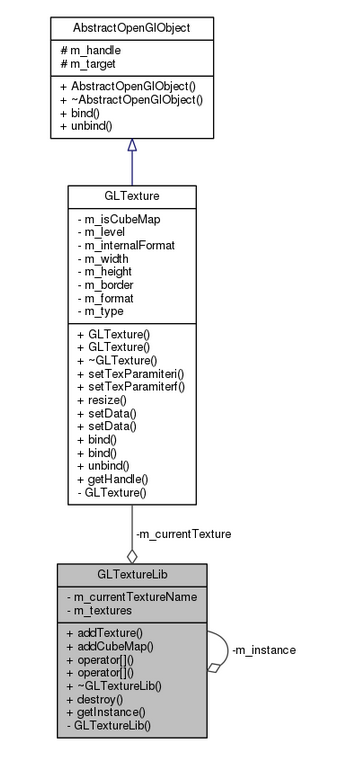 AbstractOpenGlObject
# m_handle
# m_target
+ AbstractOpenGlObject()
+ ~AbstractOpenGlObject()
+ bind()
+ unbind()
GLTexture
- m_isCubeMap
- m_level
- m_internalFormat
- m_width
- m_height
- m_border
- m_format
- m_type
+ GLTexture()
+ GLTexture()
+ ~GLTexture()
+ setTexParamiteri()
+ setTexParamiterf()
+ resize()
+ setData()
+ setData()
+ bind()
+ bind()
+ unbind()
+ getHandle()
- GLTexture()
-m_currentTexture
GLTextureLib
- m_currentTextureName
- m_textures
+ addTexture()
+ addCubeMap()
+ operator[]()
+ operator[]()
+ ~GLTextureLib()
+ destroy()
+ getInstance()
- GLTextureLib()
-m_instance